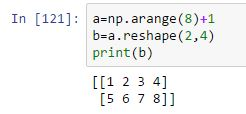 In [121]: a=np.arange(8)+1
b=a.reshape(2,4)
print(b)
[[1 2 3 4]
[5 6 7 8]]